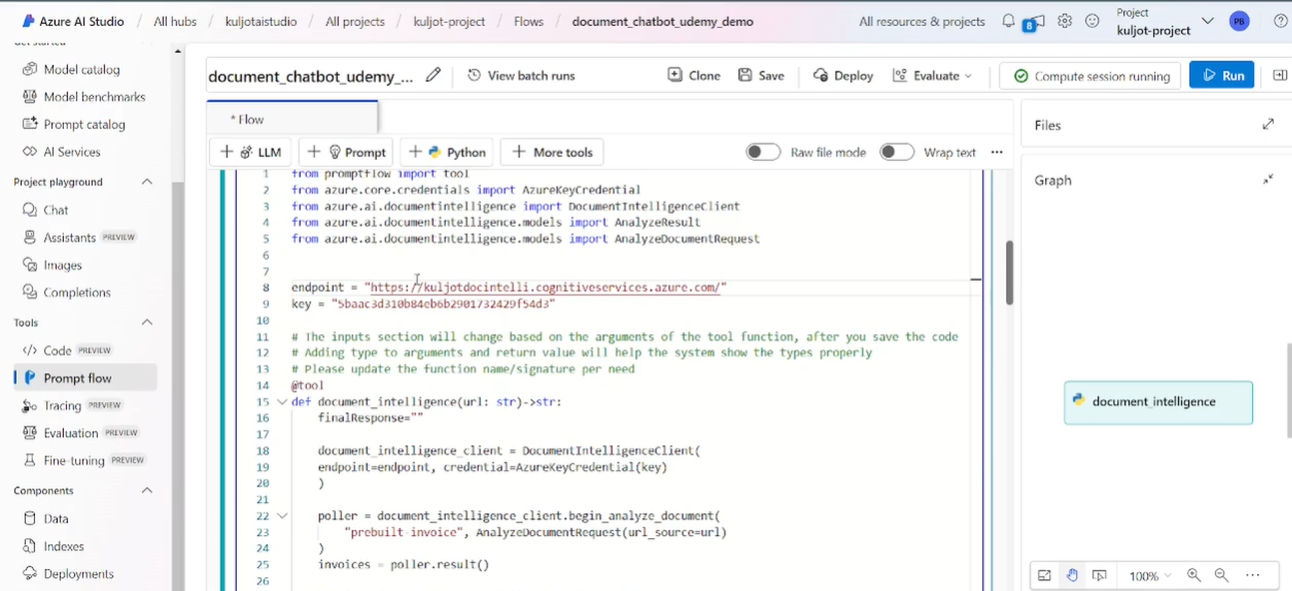 Azure AI Studio / All hubs / kuljotaistudio / All projects / kuljot-project / Flows / document_chatbot_udemy_demo
All resources & projects
8
Project
kuljot-project
PB
Get started
Model catalog
Model benchmarks
Prompt catalog
AI Services
Project playground
Chat
Assistants PREVIEW
Images
Completions
Tools
Code PREVIEW
Prompt flow
Tracing PREVIEW
Evaluation PREVIEW
Fine-tuning PREVIEW
Components
Data
Indexes
Deployments
document_chatbot_udemy_...
View batch runs
Clone
Save
Deploy
Evaluate
Compute session running
Run
* Flow
+ LLM
+ Prompt
+ Python
+ More tools
Raw file mode
Wrap text
...
1 from promptflow import tool
2 from azure.core.credentials import AzureKeyCredential
3 from azure.ai.documentintelligence import DocumentIntelligenceClient
4 from azure.ai.documentintelligence.models import AnalyzeResult
5 from azure.ai.documentintelligence.models import AnalyzeDocumentRequest
6
7
8 endpoint = "https://kuljotdocintelli.cognitiveservices.azure.com/"
9 key = "5baac3d310b84eb6b2901732429f54d3"
10
11 # The inputs section will change based on the arguments of the tool function, after you save the code
12 # Adding type to arguments and return value will help the system show the types properly
13 # Please update the function name/signature per need
14 @tool
15 def document_intelligence(url: str)->str:
16 finalResponse=""
17
18 document_intelligence_client = DocumentIntelligenceClient(
19 endpoint=endpoint, credential=AzureKeyCredential(key)
20 )
21
22 poller = document_intelligence_client.begin_analyze_document(
23 "prebuilt-invoice", AnalyzeDocumentRequest(url_source=url)
24 )
25 invoices = poller.result()
26
Files
Graph
document_intelligence
100%
...